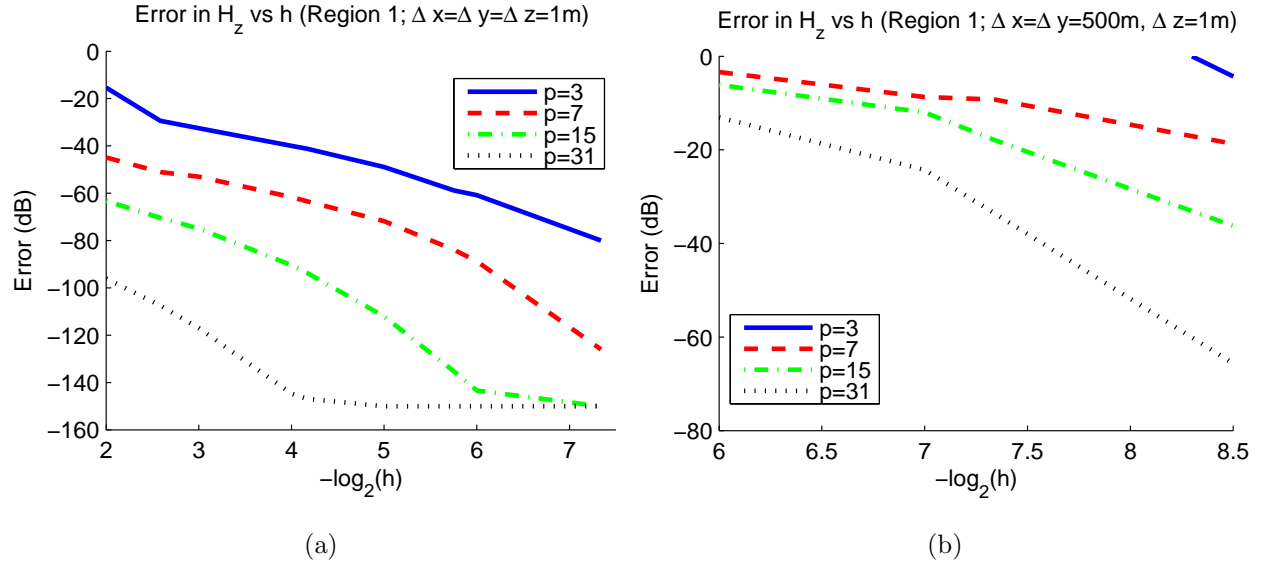 Error in H_z vs h (Region 1; Δ x=Δ y=Δ z=1m)
0
−20
−40
−60
−80
−100
−120
−140
−160
Error (dB)
p=3
p=7
p=15
p=31
2
3
4
5
6
7
−log_2(h)
(a)
Error in H_z vs h (Region 1; Δ x=Δ y=500m, Δ z=1m)
0
−20
−40
−60
−80
Error (dB)
p=3
p=7
p=15
p=31
6
6.5
7
7.5
8
8.5
−log_2(h)
(b)